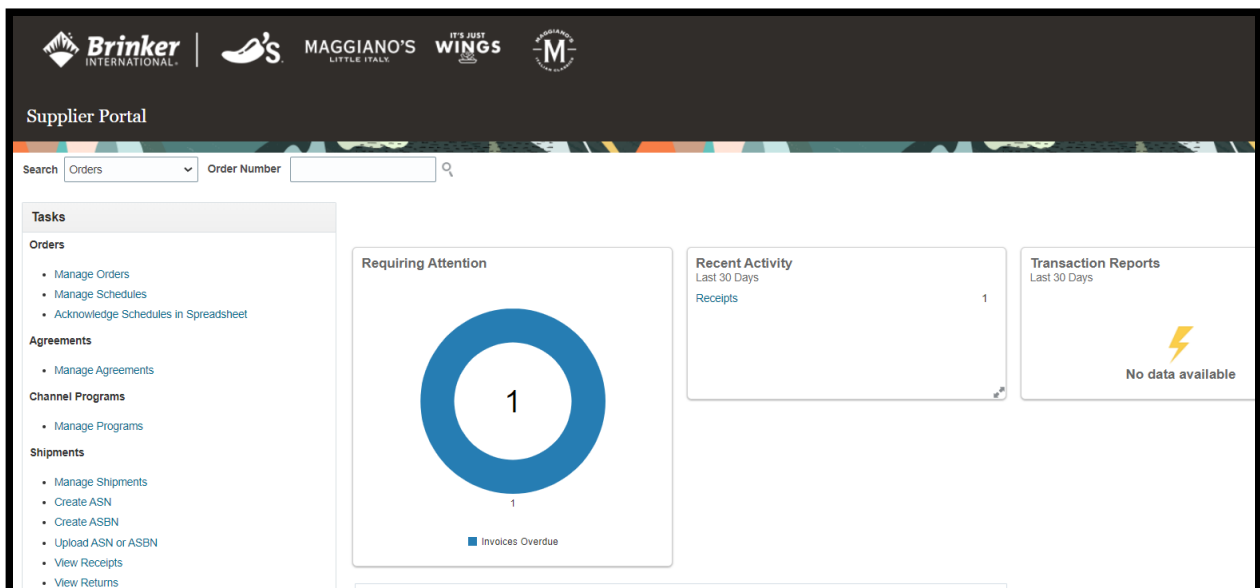 Brinker
INTERNATIONAL.
'S.
MAGGIANO'S
LITTLE ITALY.
IT'S JUST
WINGS
MAGGIANO'S
M
ITALIAN CLASSICS
Supplier Portal
Search Orders Order Number
Tasks
Orders
Manage Orders
Manage Schedules
Acknowledge Schedules in Spreadsheet
Agreements
Manage Agreements
Channel Programs
Manage Programs
Shipments
Manage Shipments
Create ASN
Create ASBN
Upload ASN or ASBN
View Receipts
View Returns
Requiring Attention
1
1
Invoices Overdue
Recent Activity
Last 30 Days
Receipts 1
Transaction Reports
Last 30 Days
No data available